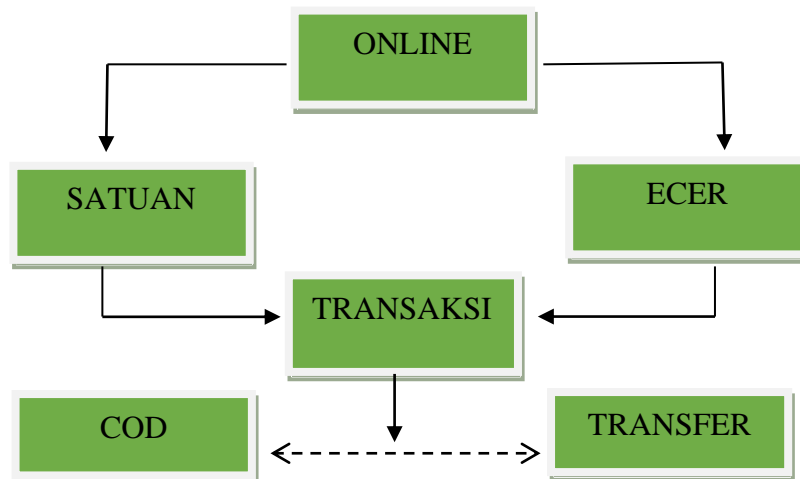 ONLINE
SATUAN
ECER
TRANSAKSI
COD
TRANSFER